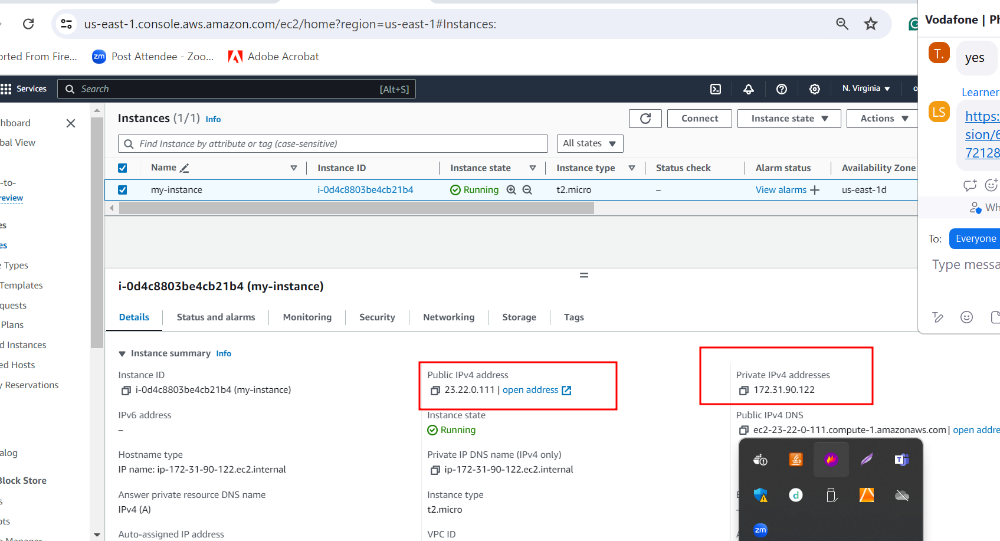 us-east-1.console.aws.amazon.com/ec2/home?region=us-east-1#Instances:
orted From Fire... zm Post Attendee - Zoo... Adobe Acrobat
Services Search [Alt+S] N. Virginia
Instances (1/1) Info Connect Instance state Actions
Find Instance by attribute or tag (case-sensitive) All states
Name Instance ID Instance state Instance type Status check Alarm status Availability Zone
my-instance i-0d4c8803be4cb21b4 Running t2.micro – View alarms + us-east-1d
hboard
bal View
-to-
review
es
es
e Types
Templates
quests
Plans
d Instances
ed Hosts
y Reservations
alog
Block Store
s
ots
i-0d4c8803be4cb21b4 (my-instance)
Details Status and alarms Monitoring Security Networking Storage Tags
Instance summary Info
Instance ID
i-0d4c8803be4cb21b4 (my-instance)
Public IPv4 address
23.22.0.111 | open address
Private IPv4 addresses
172.31.90.122
IPv6 address
–
Instance state
Running
Public IPv4 DNS
ec2-23-22-0-111.compute-1.amazonaws.com | open addre
Hostname type
IP name: ip-172-31-90-122.ec2.internal
Private IP DNS name (IPv4 only)
ip-172-31-90-122.ec2.internal
Answer private resource DNS name
IPv4 (A)
Instance type
t2.micro
Auto-assigned IP address
VPC ID
Vodafone | Ph
T. yes
Learner
LS https:
sion/6
72128
Wh
To: Everyone
Type messa
d
zm